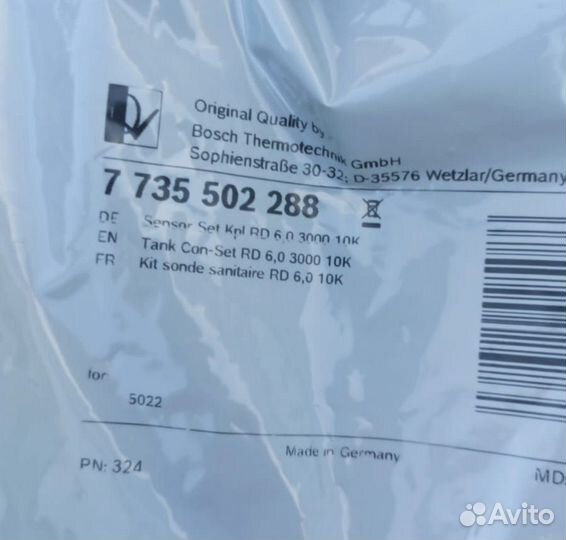 Original Quality by
Bosch Thermotechnik GmbH
Sophienstraße 30-32; D-35576 Wetzlar/Germany
7 735 502 288
DE Sensor Set Kpl RD 6,0 3000 10K
EN Tank Con-Set RD 6,0 3000 10K
FR Kit sonde sanitaire RD 6,0 10K
for
5022
Made in Germany
PN: 324
MD
Avito